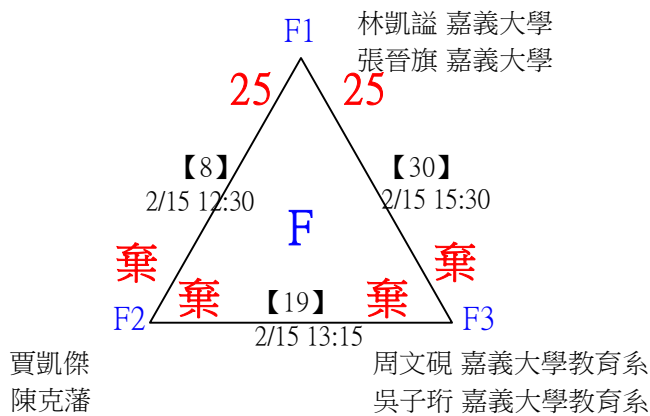 F1
林凱謚 嘉義大學
張晉旗 嘉義大學
25
25
【8】
2/15 12:30
【30】
2/15 15:30
F
棄
棄
棄
棄
【19】
2/15 13:15
F2
F3
賈凱傑
陳克藩
周文硯 嘉義大學教育系
吳子珩 嘉義大學教育系